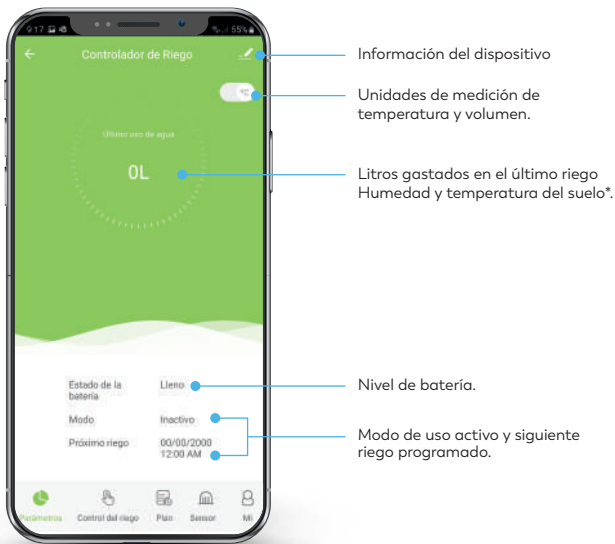 9:17 55%
Controlador de Riego
Información del dispositivo
°C
Unidades de medición de
temperatura y volumen.
Último uso de agua
0L
Litros gastados en el último riego
Humedad y temperatura del suelo*.
Estado de la
batería
Lleno
Nivel de batería.
Modo
Inactivo
Próximo riego
00/00/2000
12:00 AM
Modo de uso activo y siguiente
riego programado.
Parámetros Control del riego Plan Sensor Mi